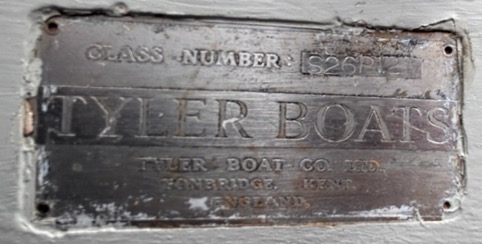 CLASS NUMBER:
TYLER BOATS
TYLER BOAT CO LTD.
TONBRIDGE, KENT.
ENGLAND.